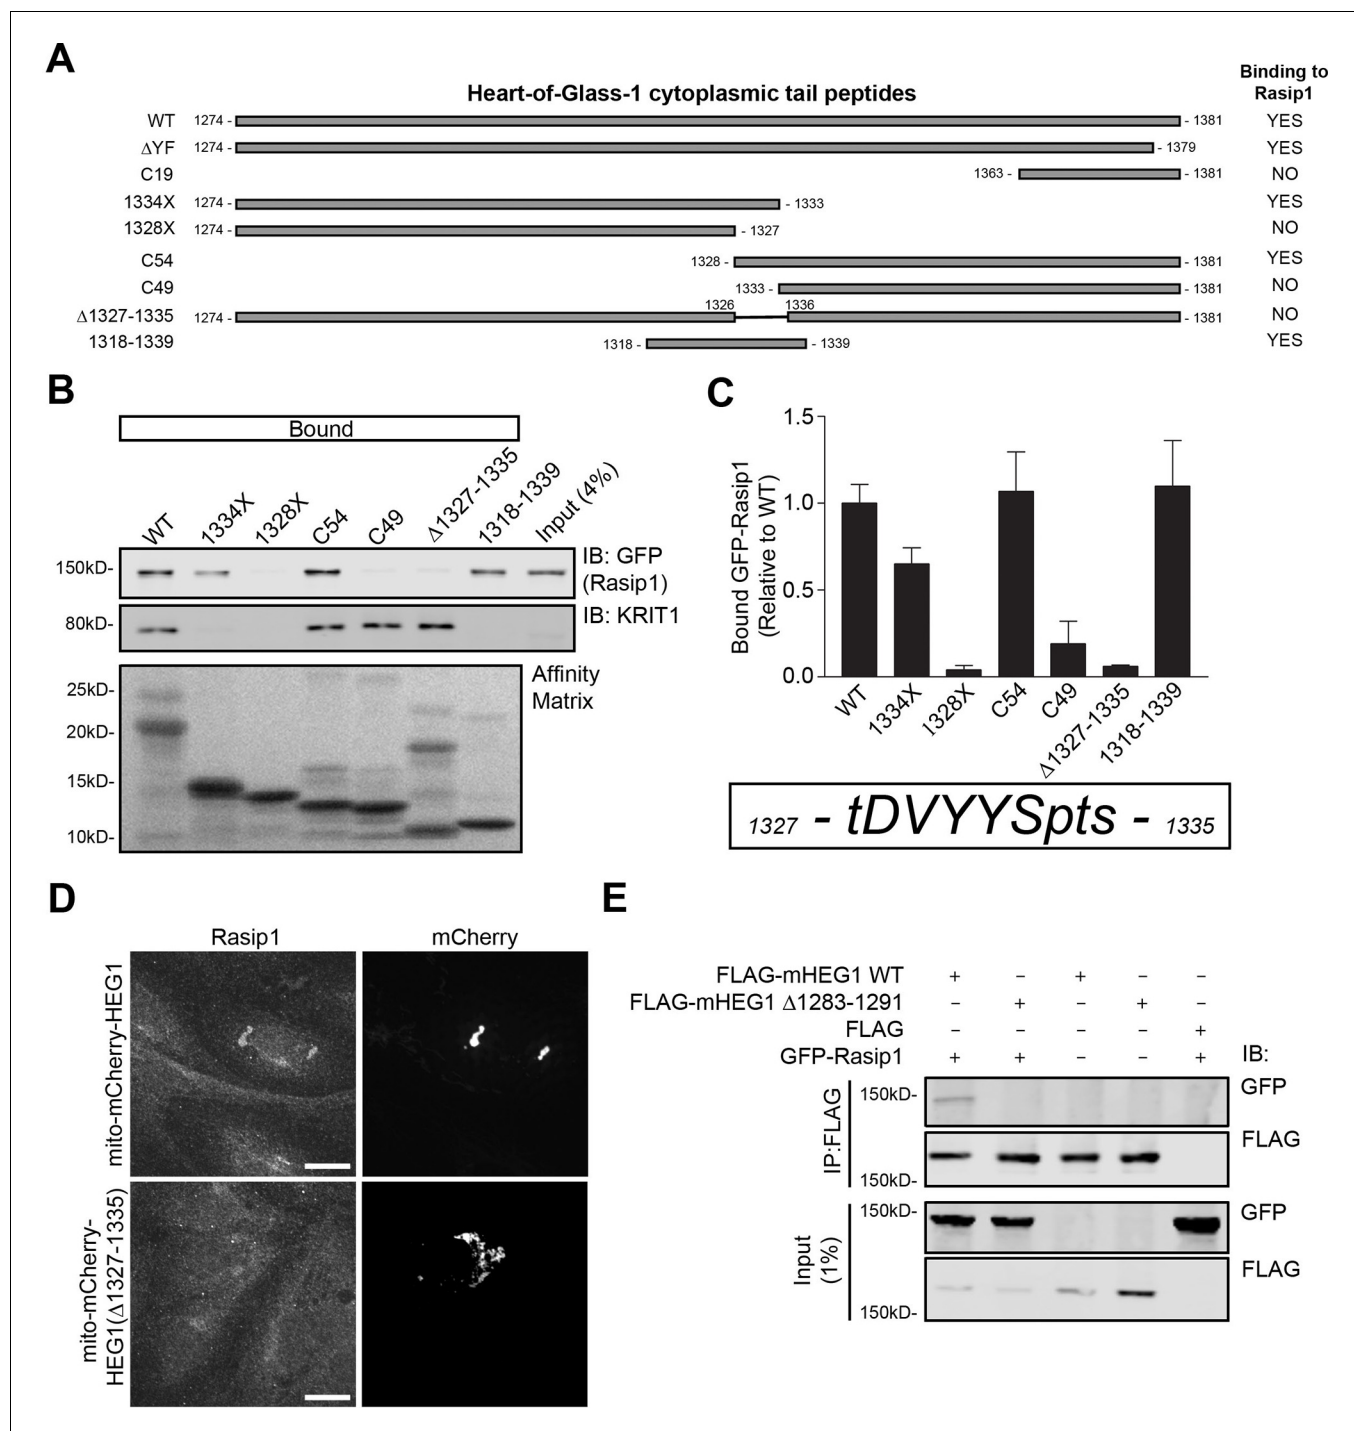 A
Heart-of-Glass-1 cytoplasmic tail peptides
Binding to
Rasip1
WT 1274 - - 1381 YES
ΔYF 1274 - - 1379 YES
C19 1363 - - 1381 NO
1334X 1274 - - 1333 YES
1328X 1274 - - 1327 NO
C54 1328 - - 1381 YES
C49 1333 - - 1381 NO
1326 1336
Δ1327-1335 1274 - - 1381 NO
1318-1339 1318 - - 1339 YES
B
Bound
WT 1334X 1328X C54 C49 Δ1327-1335 1318-1339 Input (4%)
150kD- IB: GFP
(Rasip1)
80kD- IB: KRIT1
Affinity
Matrix
25kD-
20kD-
15kD-
10kD-
C
Bound GFP-Rasip1
(Relative to WT)
1.5
1.0
0.5
0.0
WT 1334X 1328X C54 C49 Δ1327-1335 1318-1339
1327 - tDVYYSpts - 1335
D
Rasip1 mCherry
mito-mCherry-HEG1
mito-mCherry-
HEG1(Δ1327-1335)
E
FLAG-mHEG1 WT + – + – –
FLAG-mHEG1 Δ1283-1291 – + – + –
FLAG – – – – +
GFP-Rasip1 + + – – + IB:
IP:FLAG
150kD- GFP
FLAG
150kD-
Input
(1%)
150kD- GFP
FLAG
150kD-